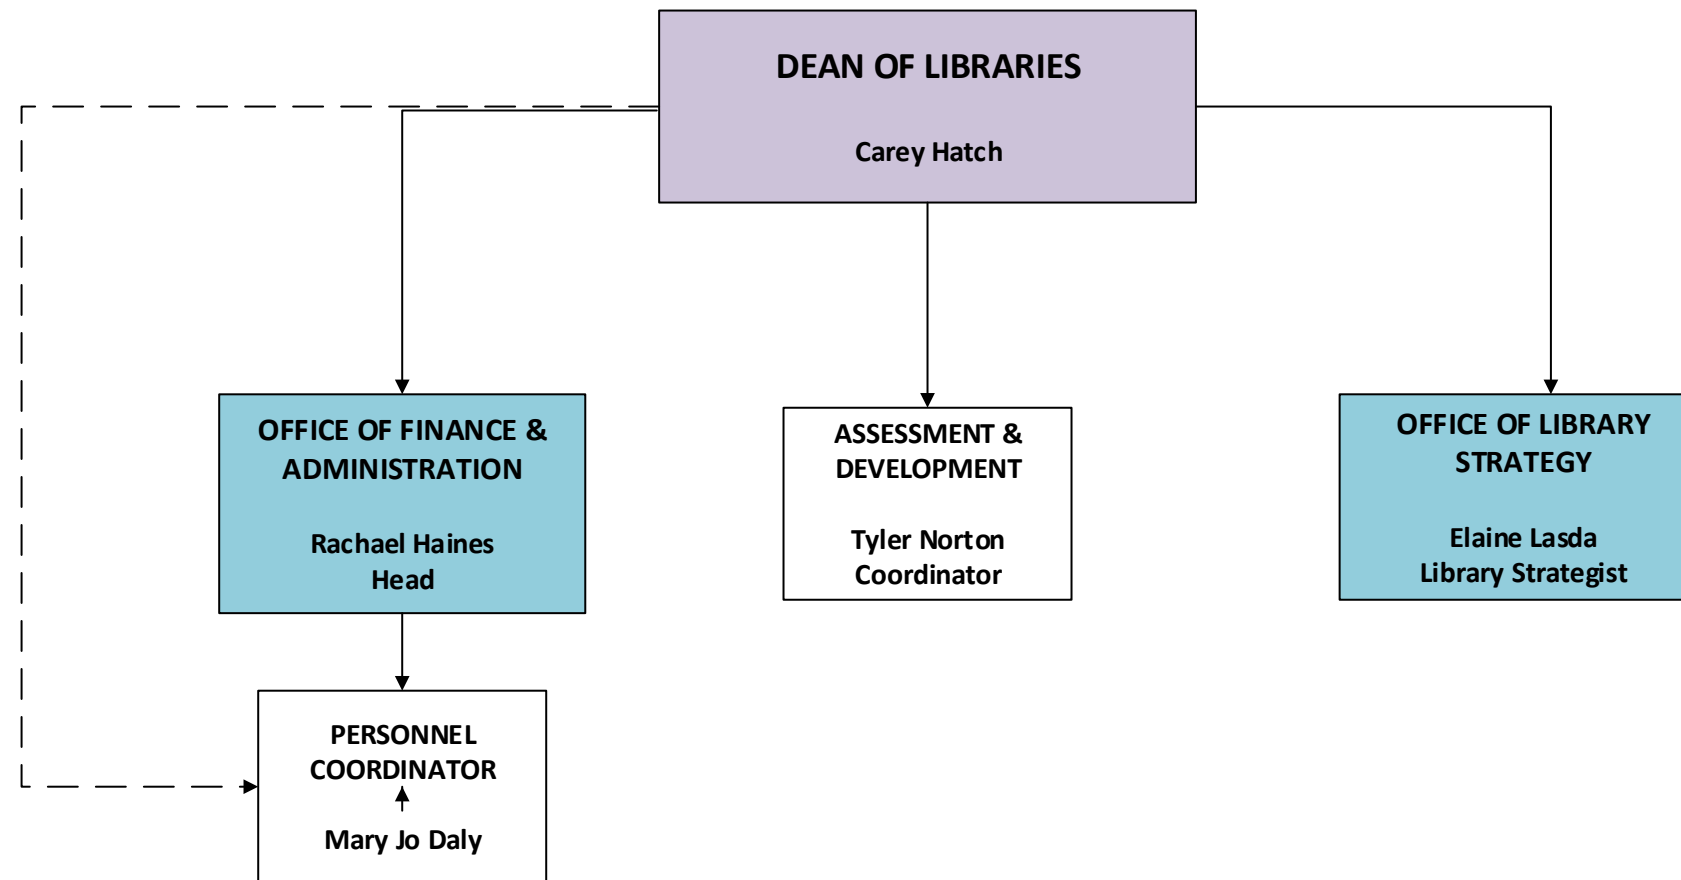 DEAN OF LIBRARIES
Carey Hatch
OFFICE OF FINANCE &
ADMINISTRATION
Rachael Haines
Head
ASSESSMENT &
DEVELOPMENT
Tyler Norton
Coordinator
OFFICE OF LIBRARY
STRATEGY
Elaine Lasda
Library Strategist
PERSONNEL
COORDINATOR
Mary Jo Daly